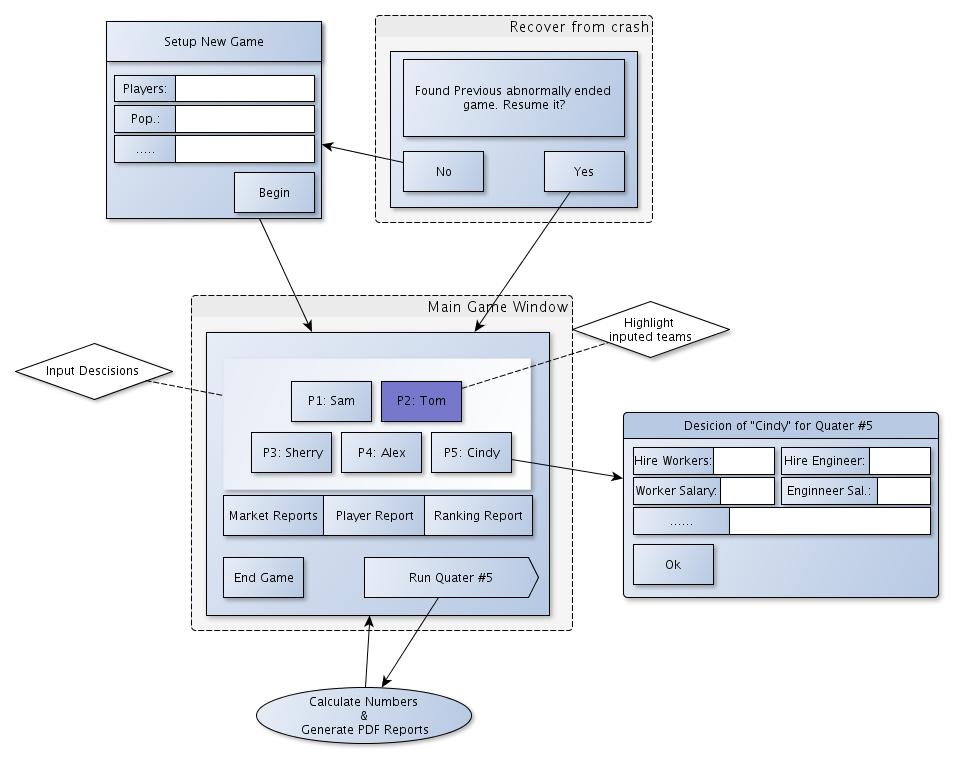 Setup New Game
Players:
Pop.:
.....
Begin
Recover from crash
Found Previous abnormally ended
game. Resume it?
No
Yes
Main Game Window
Input Descisions
Highlight
inputed teams
P1: Sam
P2: Tom
P3: Sherry
P4: Alex
P5: Cindy
Market Reports
Player Report
Ranking Report
End Game
Run Quater #5
Desicion of "Cindy" for Quater #5
Hire Workers:
Hire Engineer:
Worker Salary:
Enginneer Sal.:
......
Ok
Calculate Numbers
&
Generate PDF Reports